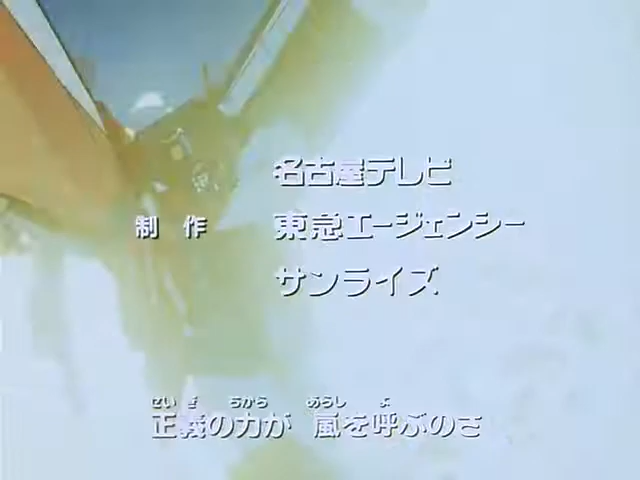 名古屋テレビ
制作 東急エージェンシー
サンライズ
せいぎ ちから あらし よ
正義の力が 嵐を呼ぶのさ